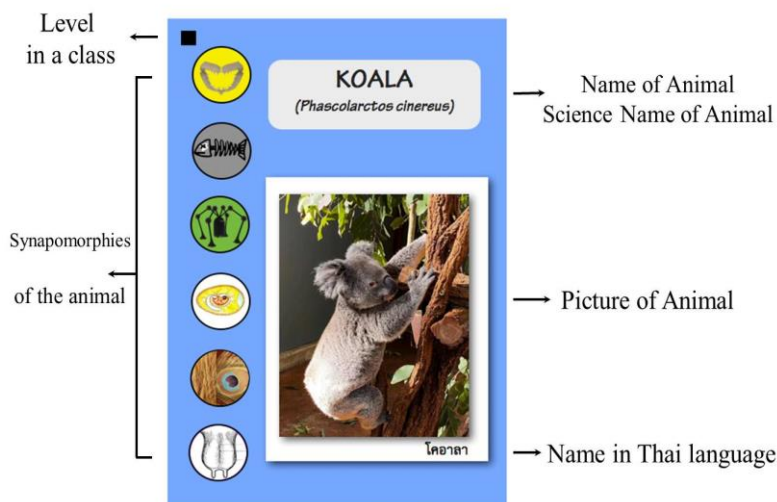 Level
in a class
KOALA
(Phascolarctos cinereus)
Name of Animal
Science Name of Animal
Synapomorphies
of the animal
Picture of Animal
โคอาลา
Name in Thai language